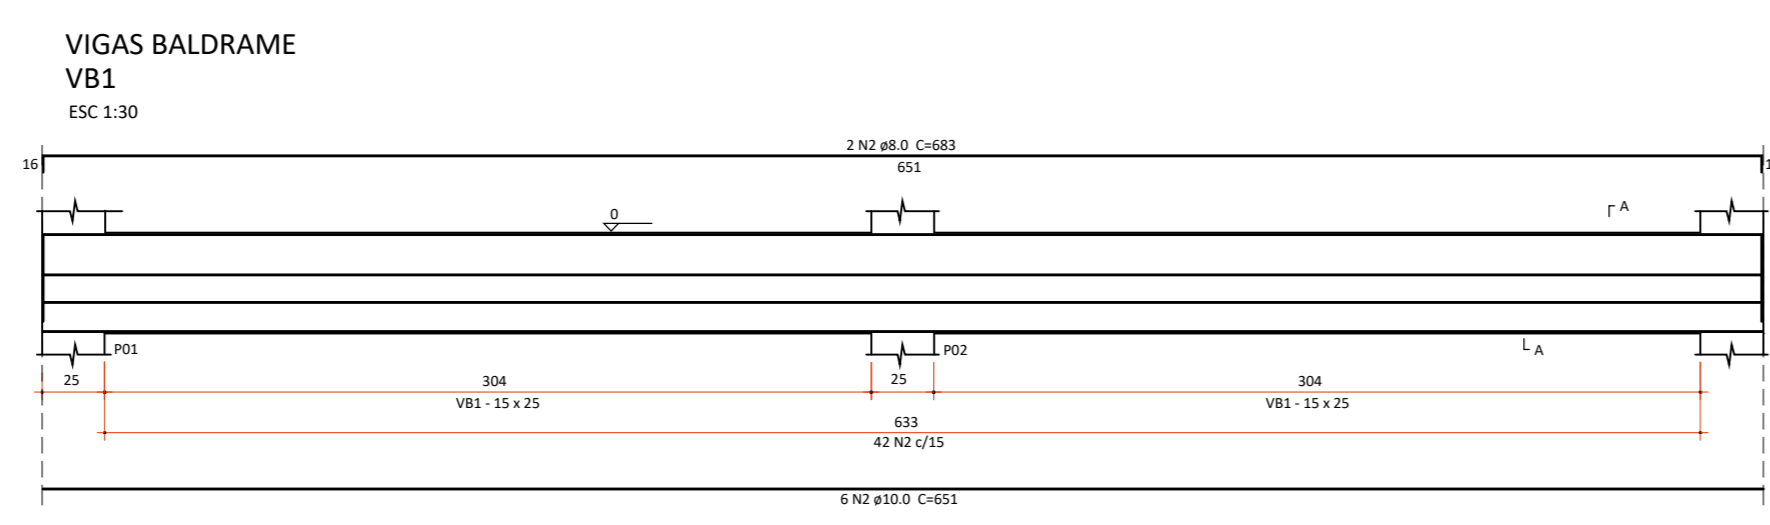 VIGAS BALDRAME
VB1
ESC 1:30
2 N2 ø8.0 C=683
16
651
1
0
A
P01
P02
A
25
304
25
304
VB1 - 15 x 25
VB1 - 15 x 25
633
42 N2 c/15
6 N2 ø10.0 C=651